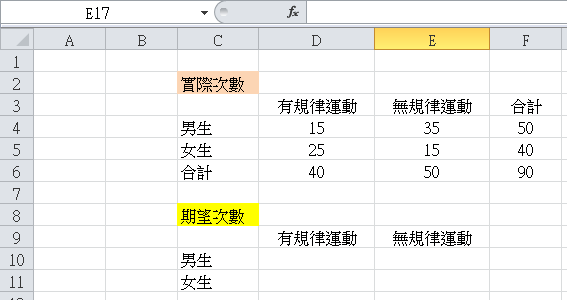 E17 fx
A B C D E F
1
2 實際次數
3 有規律運動 無規律運動 合計
4 男生 15 35 50
5 女生 25 15 40
6 合計 40 50 90
7
8 期望次數
9 有規律運動 無規律運動
10 男生
11 女生